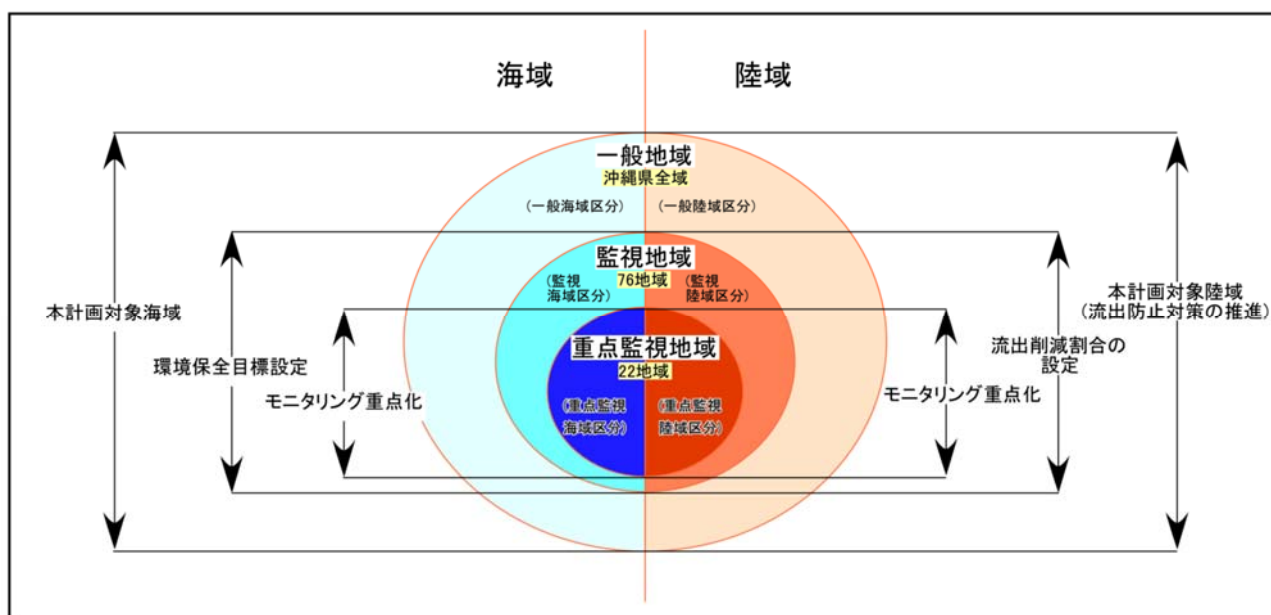 海域
陸域
一般地域
沖縄県全域
(一般海域区分)
(一般陸域区分)
監視地域
76地域
(監視
海域区分)
(監視
陸域区分)
重点監視地域
22地域
(重点監視
海域区分)
(重点監視
陸域区分)
本計画対象海域
環境保全目標設定
モニタリング重点化
モニタリング重点化
流出削減割合の
設定
本計画対象陸域
(流出防止対策の推進)